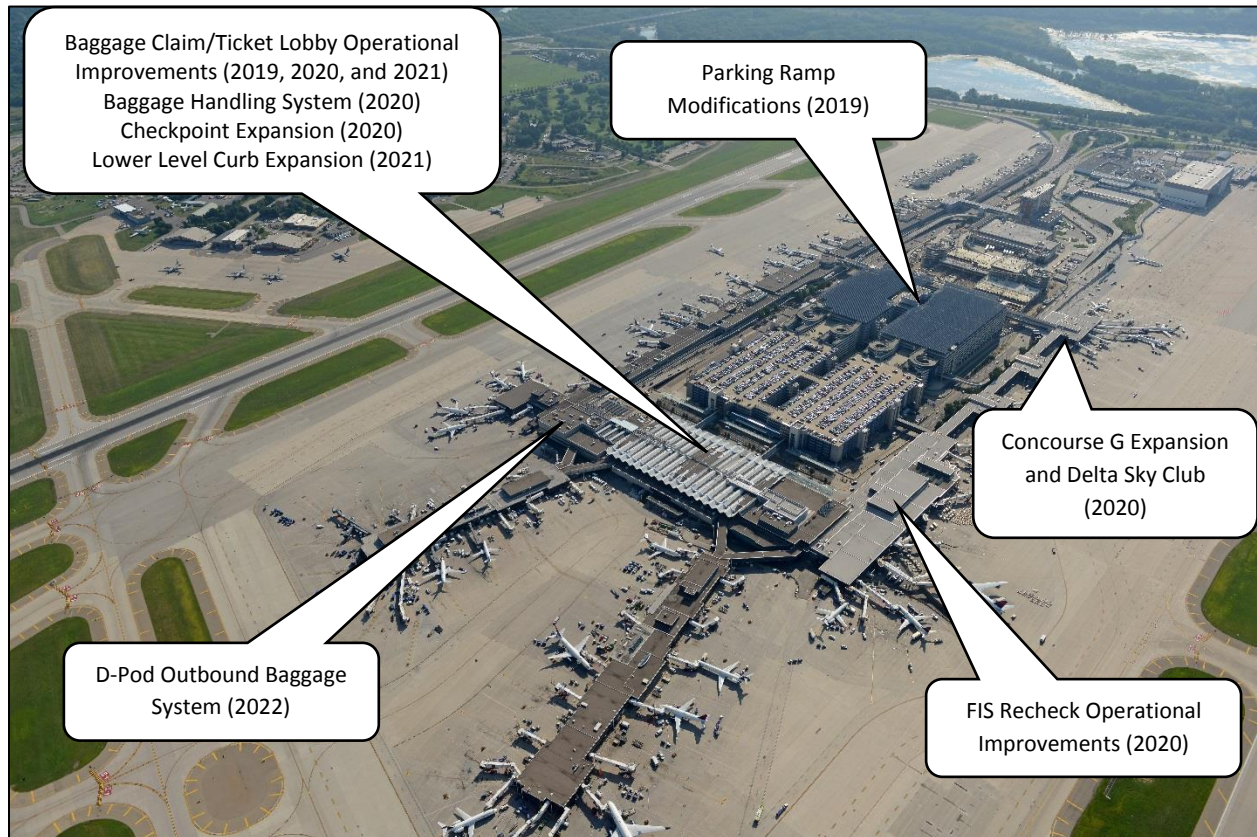 Baggage Claim/Ticket Lobby Operational
Improvements (2019, 2020, and 2021)
Baggage Handling System (2020)
Checkpoint Expansion (2020)
Lower Level Curb Expansion (2021)
Parking Ramp
Modifications (2019)
Concourse G Expansion
and Delta Sky Club
(2020)
D-Pod Outbound Baggage
System (2022)
FIS Recheck Operational
Improvements (2020)